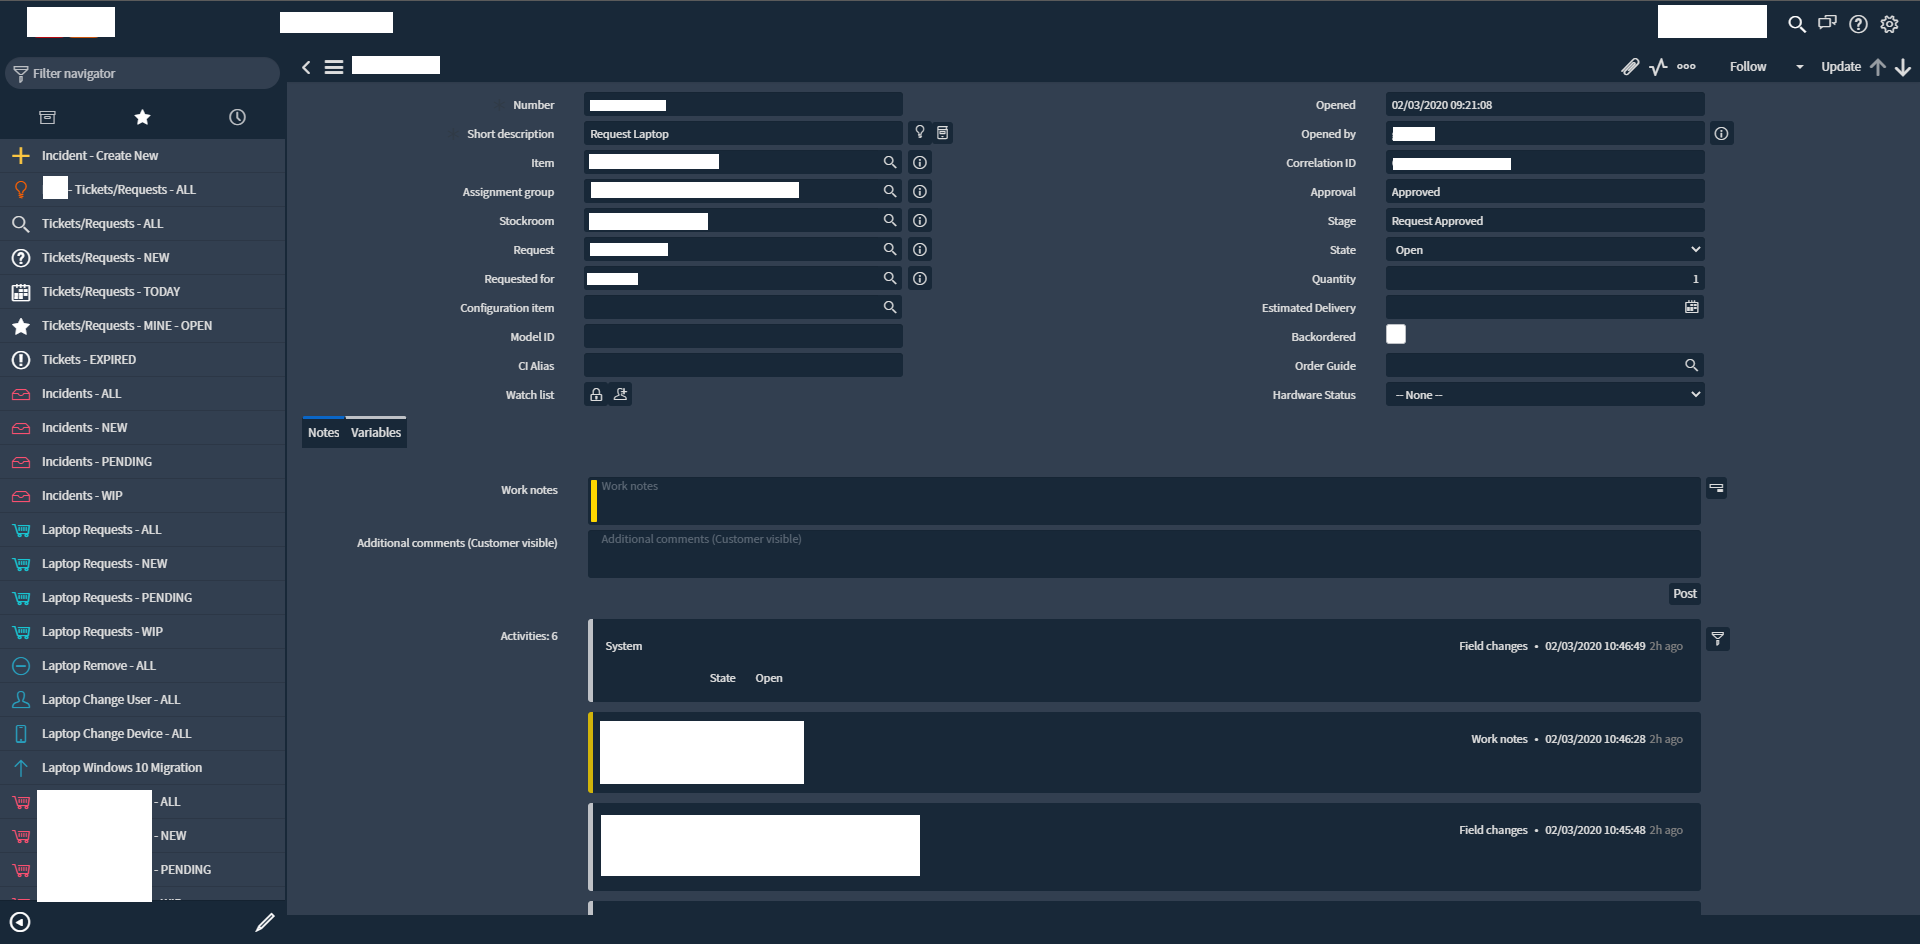 Filter navigator
Incident - Create New
- Tickets/Requests - ALL
Tickets/Requests - ALL
Tickets/Requests - NEW
Tickets/Requests - TODAY
Tickets/Requests - MINE - OPEN
Tickets - EXPIRED
Incidents - ALL
Incidents - NEW
Incidents - PENDING
Incidents - WIP
Laptop Requests - ALL
Laptop Requests - NEW
Laptop Requests - PENDING
Laptop Requests - WIP
Laptop Remove - ALL
Laptop Change User - ALL
Laptop Change Device - ALL
Laptop Windows 10 Migration
- ALL
- NEW
- PENDING
Follow
Update
Number
Short description Request Laptop
Item
Assignment group
Stockroom
Request
Requested for
Configuration item
Model ID
CI Alias
Watch list
Opened 02/03/2020 09:21:08
Opened by
Correlation ID
Approval Approved
Stage Request Approved
State Open
Quantity 1
Estimated Delivery
Backordered
Order Guide
Hardware Status -- None --
Notes Variables
Work notes Work notes
Additional comments (Customer visible) Additional comments (Customer visible)
Post
Activities: 6
System Field changes • 02/03/2020 10:46:49 2h ago
State Open
Work notes • 02/03/2020 10:46:28 2h ago
Field changes • 02/03/2020 10:45:48 2h ago